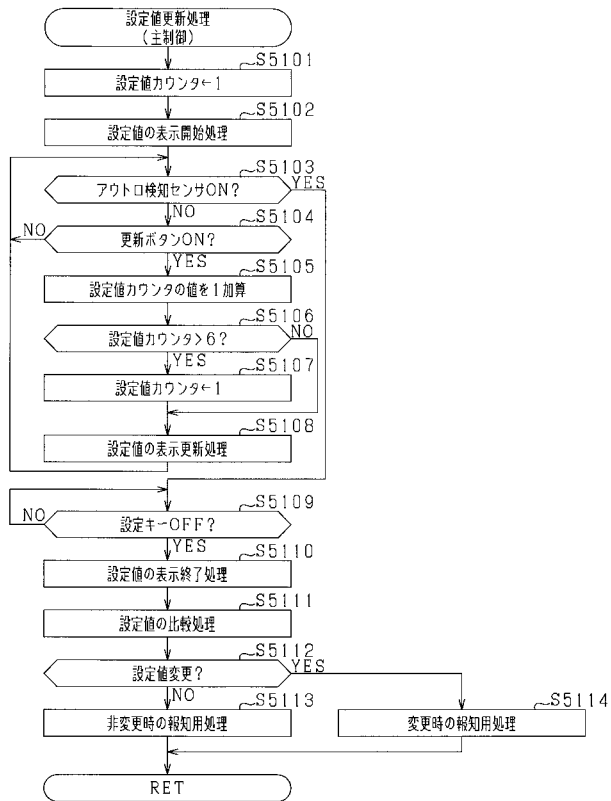 設定値更新処理
(主制御)
S5101
設定値カウンタ←1
S5102
設定値の表示開始処理
S5103
アウトロ検知センサON?
YES
NO
S5104
NO
更新ボタンON?
YES
S5105
設定値カウンタの値を1加算
S5106
設定値カウンタ>6?
NO
YES
S5107
設定値カウンタ←1
S5108
設定値の表示更新処理
S5109
NO
設定キーOFF?
YES
S5110
設定値の表示終了処理
S5111
設定値の比較処理
S5112
設定値変更?
YES
NO
S5113
非変更時の報知用処理
S5114
変更時の報知用処理
RET